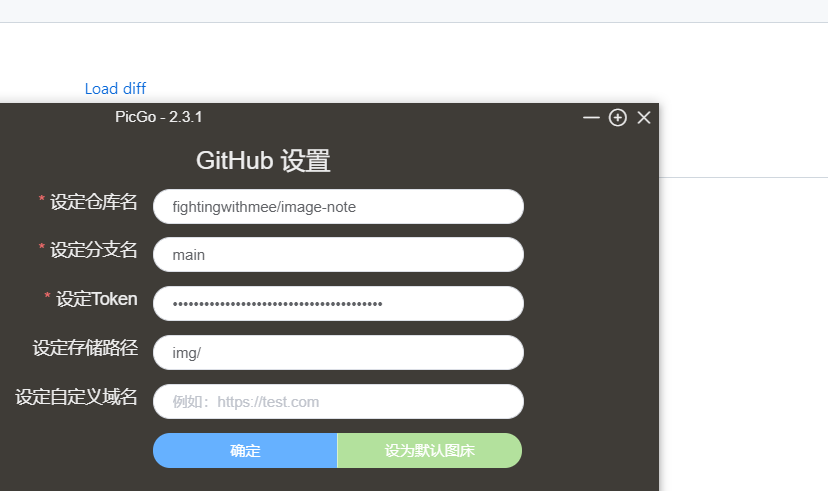 Load diff
PicGo - 2.3.1
GitHub 设置
* 设定仓库名 fightingwithmee/image-note
* 设定分支名 main
* 设定Token ••••••••••••••••••••••••••••••••••••••••
设定存储路径 img/
设定自定义域名 例如：https://test.com
确定 设为默认图床